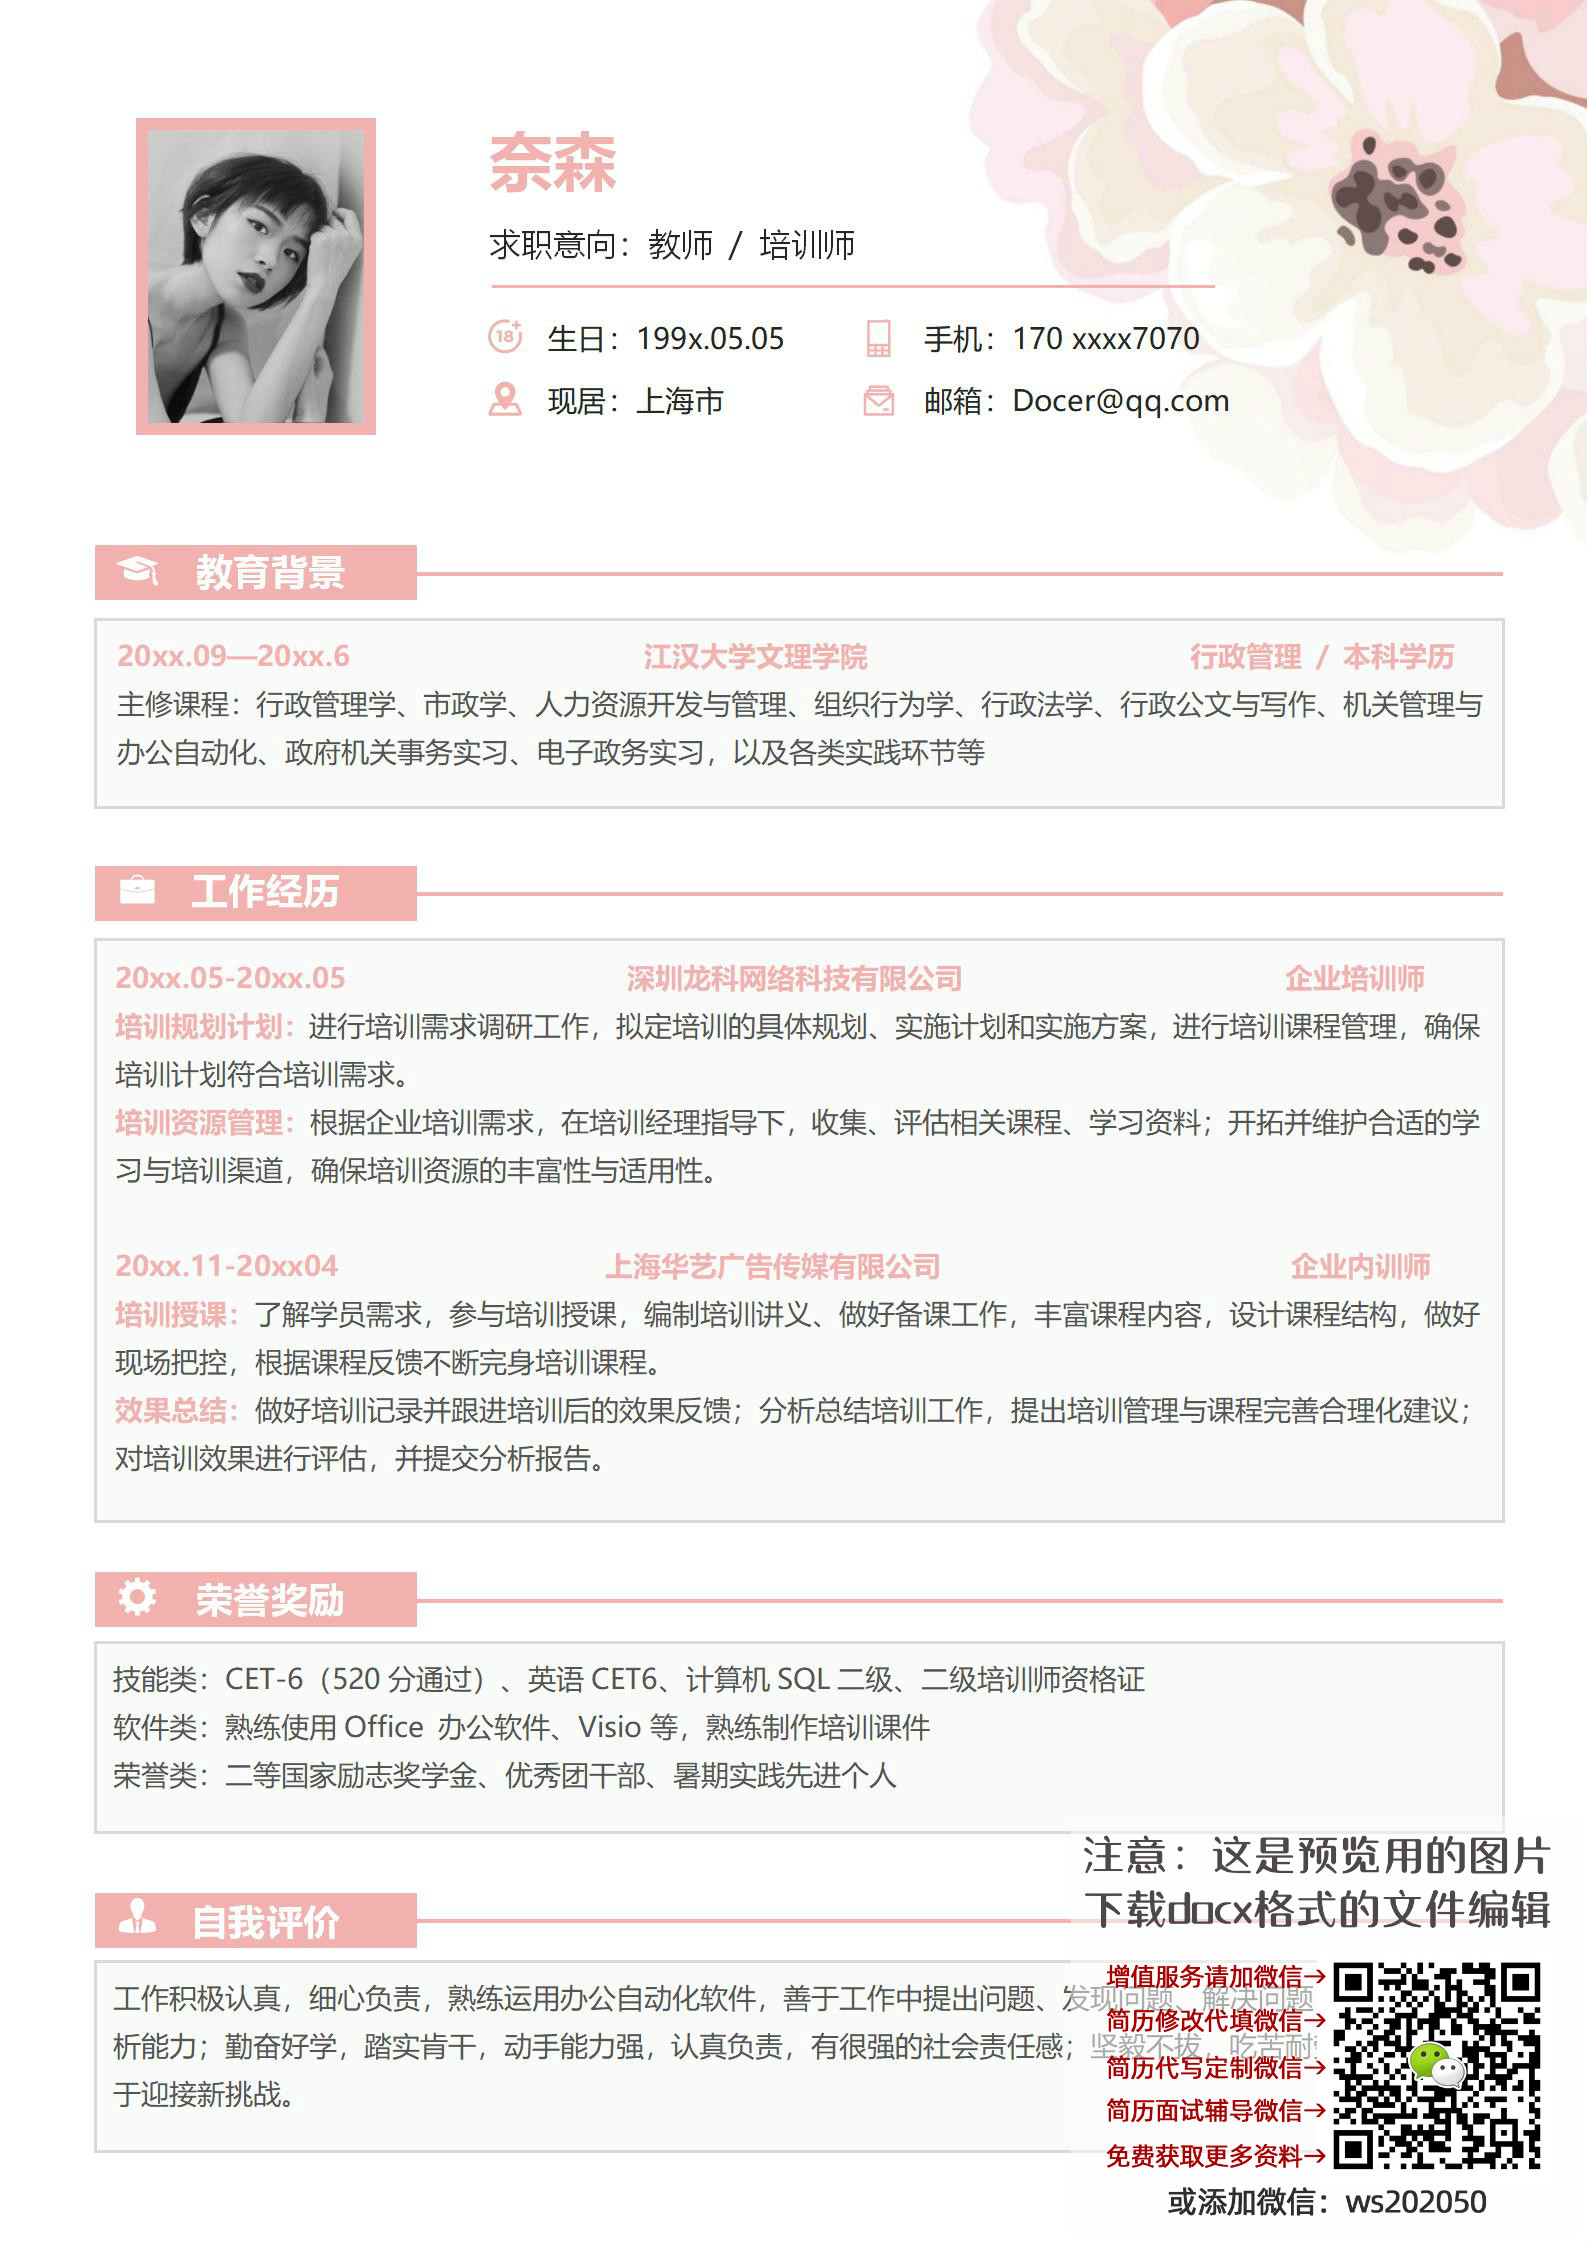 奈森
求职意向：教师 / 培训师
生日：199x.05.05
手机：170 xxxx7070
现居：上海市
邮箱：Docer@qq.com
教育背景
20xx.09—20xx.6 江汉大学文理学院 行政管理 / 本科学历
主修课程：行政管理学、市政学、人力资源开发与管理、组织行为学、行政法学、行政公文与写作、机关管理与
办公自动化、政府机关事务实习、电子政务实习，以及各类实践环节等
工作经历
20xx.05-20xx.05 深圳龙科网络科技有限公司 企业培训师
培训规划计划：进行培训需求调研工作，拟定培训的具体规划、实施计划和实施方案，进行培训课程管理，确保
培训计划符合培训需求。
培训资源管理：根据企业培训需求，在培训经理指导下，收集、评估相关课程、学习资料；开拓并维护合适的学
习与培训渠道，确保培训资源的丰富性与适用性。
20xx.11-20xx04 上海华艺广告传媒有限公司 企业内训师
培训授课：了解学员需求，参与培训授课，编制培训讲义、做好备课工作，丰富课程内容，设计课程结构，做好
现场把控，根据课程反馈不断完身培训课程。
效果总结：做好培训记录并跟进培训后的效果反馈；分析总结培训工作，提出培训管理与课程完善合理化建议；
对培训效果进行评估，并提交分析报告。
荣誉奖励
技能类：CET-6（520 分通过）、英语 CET6、计算机 SQL 二级、二级培训师资格证
软件类：熟练使用 Office 办公软件、Visio 等，熟练制作培训课件
荣誉类：二等国家励志奖学金、优秀团干部、暑期实践先进个人
自我评价
工作积极认真，细心负责，熟练运用办公自动化软件，善于工作中提出问题、发现问题、解决问题
析能力；勤奋好学，踏实肯干，动手能力强，认真负责，有很强的社会责任感；坚毅不拔，吃苦耐
于迎接新挑战。
注意：这是预览用的图片
下载docx格式的文件编辑
增值服务请加微信→
简历修改代填微信→
简历代写定制微信→
简历面试辅导微信→
免费获取更多资料→
或添加微信：ws202050
18+